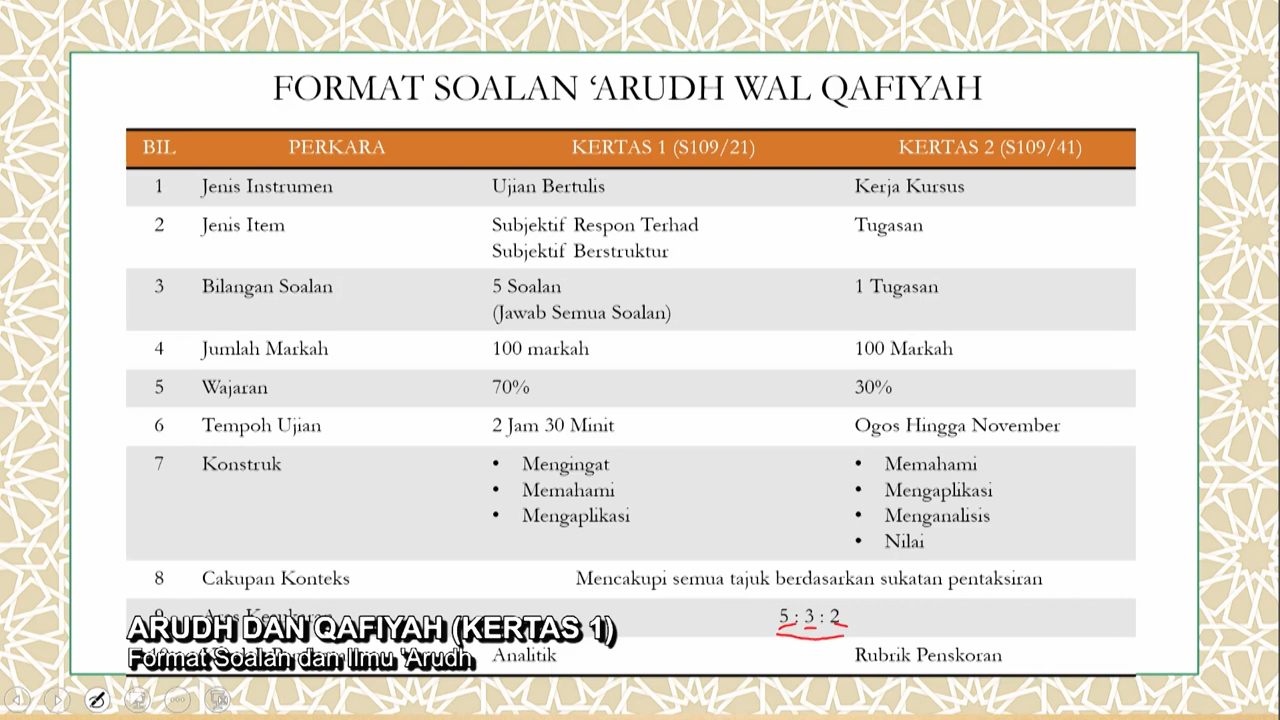 FORMAT SOALAN ‘ARUDH WAL QAFIYAH
BIL PERKARA KERTAS 1 (S109/21) KERTAS 2 (S109/41)
1 Jenis Instrumen Ujian Bertulis Kerja Kursus
2 Jenis Item Subjektif Respon Terhad Tugasan
Subjektif Berstruktur
3 Bilangan Soalan 5 Soalan 1 Tugasan
(Jawab Semua Soalan)
4 Jumlah Markah 100 markah 100 Markah
5 Wajaran 70% 30%
6 Tempoh Ujian 2 Jam 30 Minit Ogos Hingga November
7 Konstruk • Mengingat • Memahami
• Memahami • Mengaplikasi
• Mengaplikasi • Menganalisis
• Nilai
8 Cakupan Konteks Mencakupi semua tajuk berdasarkan sukatan pentaksiran
5 : 3 : 2
ARUDH DAN QAFIYAH (KERTAS 1)
Format Soalan dan Ilmu 'Arudh
Analitik Rubrik Penskoran